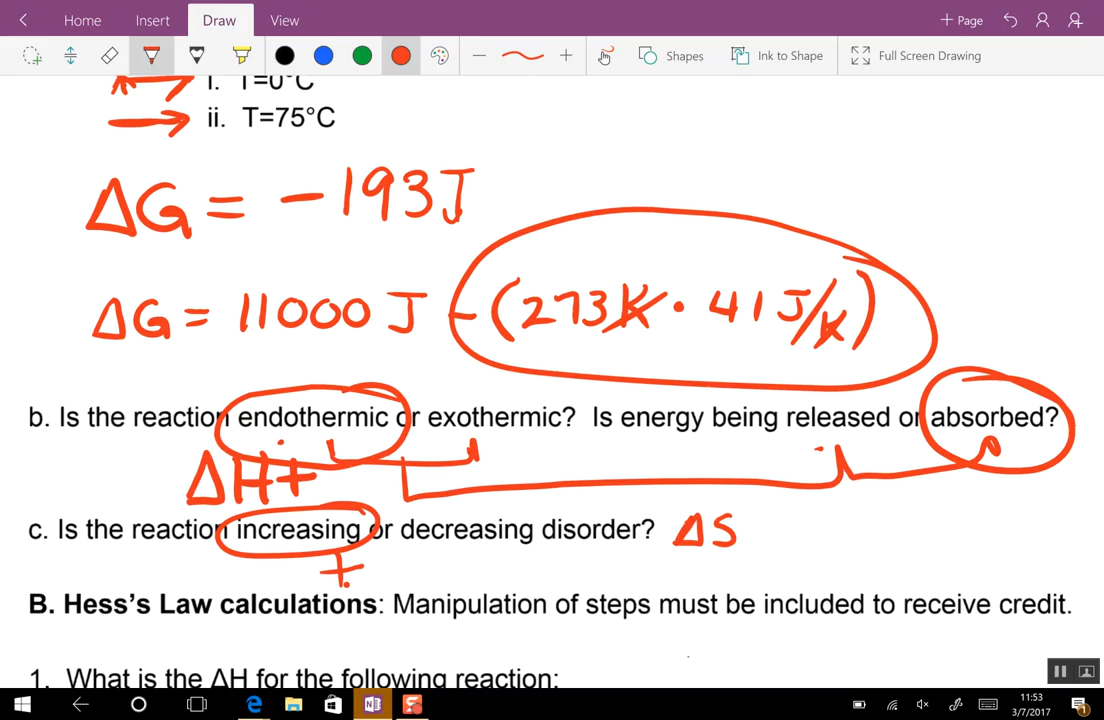 Home Insert Draw View + Page
Shapes Ink to Shape Full Screen Drawing
i. T=0°C
ii. T=75°C
ΔG = -193J
ΔG = 11000 J - (273K · 41 J/K)
b. Is the reaction endothermic or exothermic? Is energy being released or absorbed?
ΔH+
c. Is the reaction increasing or decreasing disorder? ΔS
+
B. Hess's Law calculations: Manipulation of steps must be included to receive credit.
1. What is the ΔH for the following reaction:
11:53
3/7/2017